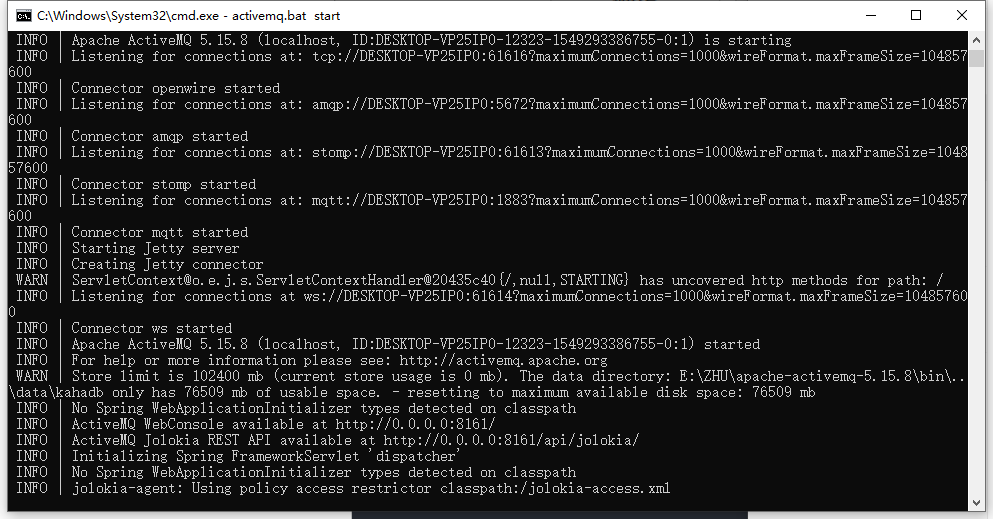 C:\Windows\System32\cmd.exe - activemq.bat  start
INFO | Apache ActiveMQ 5.15.8 (localhost, ID:DESKTOP-VP25IP0-12323-1549293386755-0:1) is starting
INFO | Listening for connections at: tcp://DESKTOP-VP25IP0:61616?maximumConnections=1000&wireFormat.maxFrameSize=104857
600
INFO | Connector openwire started
INFO | Listening for connections at: amqp://DESKTOP-VP25IP0:5672?maximumConnections=1000&wireFormat.maxFrameSize=104857
600
INFO | Connector amqp started
INFO | Listening for connections at: stomp://DESKTOP-VP25IP0:61613?maximumConnections=1000&wireFormat.maxFrameSize=1048
57600
INFO | Connector stomp started
INFO | Listening for connections at: mqtt://DESKTOP-VP25IP0:1883?maximumConnections=1000&wireFormat.maxFrameSize=104857
600
INFO | Connector mqtt started
INFO | Starting Jetty server
INFO | Creating Jetty connector
WARN | ServletContext@o.e.j.s.ServletContextHandler@20435c40{/,null,STARTING} has uncovered http methods for path: /
INFO | Listening for connections at ws://DESKTOP-VP25IP0:61614?maximumConnections=1000&wireFormat.maxFrameSize=10485760
0
INFO | Connector ws started
INFO | Apache ActiveMQ 5.15.8 (localhost, ID:DESKTOP-VP25IP0-12323-1549293386755-0:1) started
INFO | For help or more information please see: http://activemq.apache.org
WARN | Store limit is 102400 mb (current store usage is 0 mb). The data directory: E:\ZHU\apache-activemq-5.15.8\bin\..
\data\kahadb only has 76509 mb of usable space. - resetting to maximum available disk space: 76509 mb
INFO | No Spring WebApplicationInitializer types detected on classpath
INFO | ActiveMQ WebConsole available at http://0.0.0.0:8161/
INFO | ActiveMQ Jolokia REST API available at http://0.0.0.0:8161/api/jolokia/
INFO | Initializing Spring FrameworkServlet 'dispatcher'
INFO | No Spring WebApplicationInitializer types detected on classpath
INFO | jolokia-agent: Using policy access restrictor classpath:/jolokia-access.xml